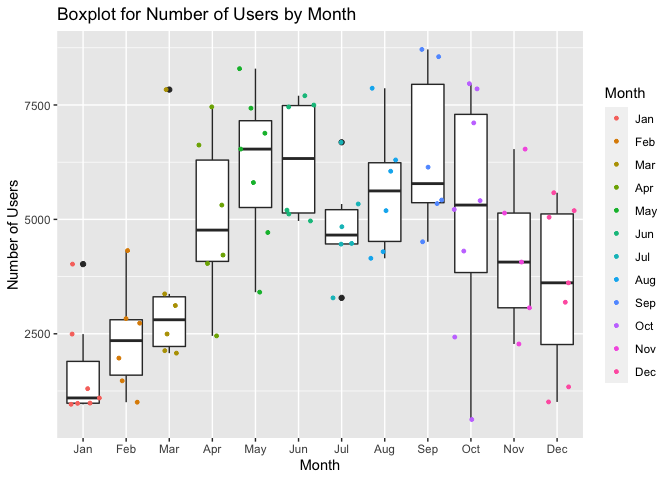 Boxplot for Number of Users by Month
Number of Users
7500
5000
2500
Jan Feb Mar Apr May Jun Jul Aug Sep Oct Nov Dec
Month
Month
Jan
Feb
Mar
Apr
May
Jun
Jul
Aug
Sep
Oct
Nov
Dec